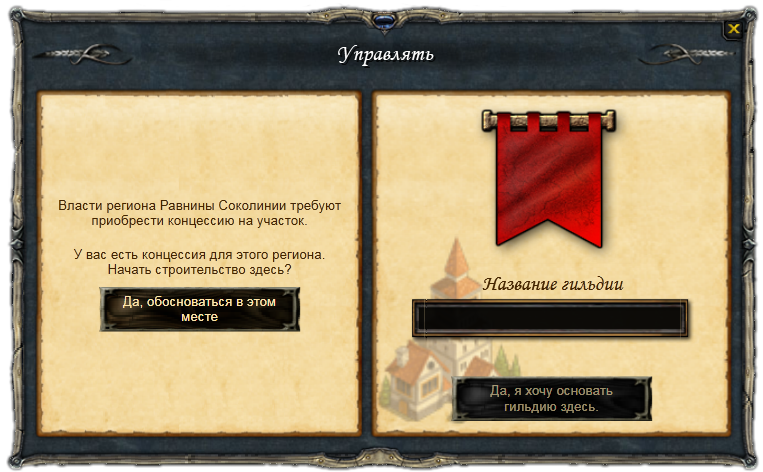 Управлять
Власти региона Равнины Соколинии требуют
приобрести концессию на участок.
У вас есть концессия для этого региона.
Начать строительство здесь?
Да, обосноваться в этом
месте
Название гильдии
Да, я хочу основать
гильдию здесь.